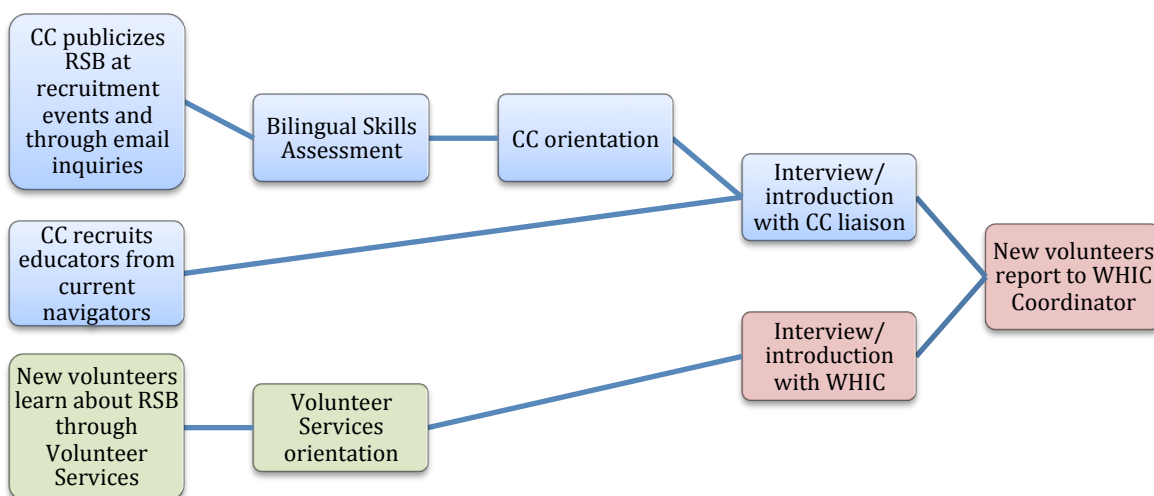 CC publicizes
RSB at
recruitment
events and
through email
inquiries
Bilingual Skills
Assessment
CC orientation
Interview/
introduction
with CC liaison
CC recruits
educators from
current
navigators
New volunteers
report to WHIC
Coordinator
Interview/
introduction
with WHIC
New volunteers
learn about RSB
through
Volunteer
Services
Volunteer
Services
orientation